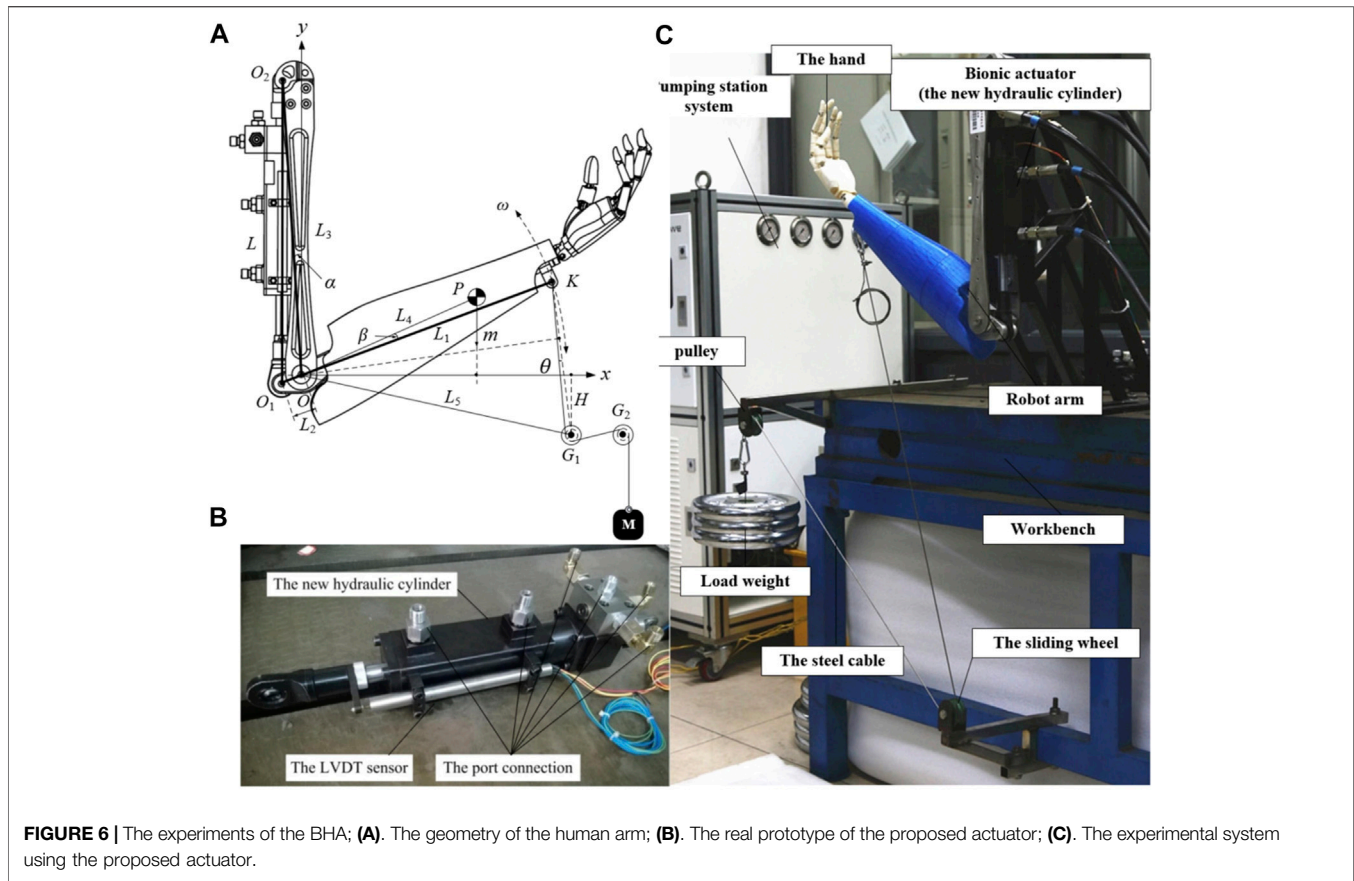 A
y
O2
L
L3
α
ω
K
P
L4
β
L1
m
θ
x
O1
O
L2
L5
H
G1
G2
M
B
The new hydraulic cylinder
The LVDT sensor
The port connection
C
The hand
umping station
system
Bionic actuator
(the new hydraulic cylinder)
pulley
Robot arm
Workbench
Load weight
The sliding wheel
The steel cable
FIGURE 6 | The experiments of the BHA; (A). The geometry of the human arm; (B). The real prototype of the proposed actuator; (C). The experimental system
using the proposed actuator.